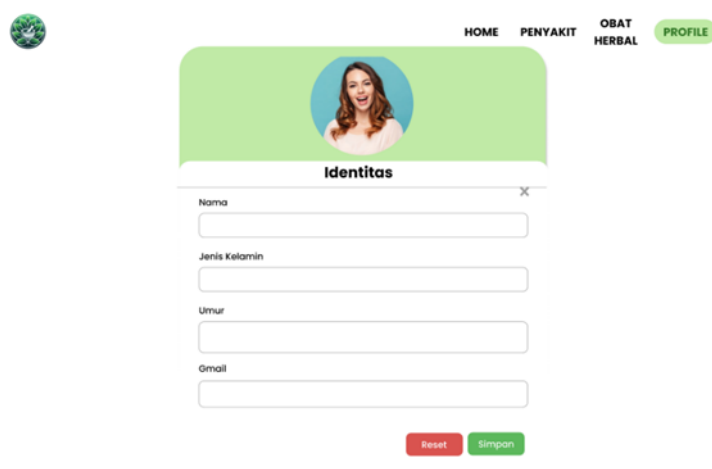 HOME PENYAKIT OBAT HERBAL PROFILE
Identitas
×
Nama
Jenis Kelamin
Umur
Gmail
Reset Simpan